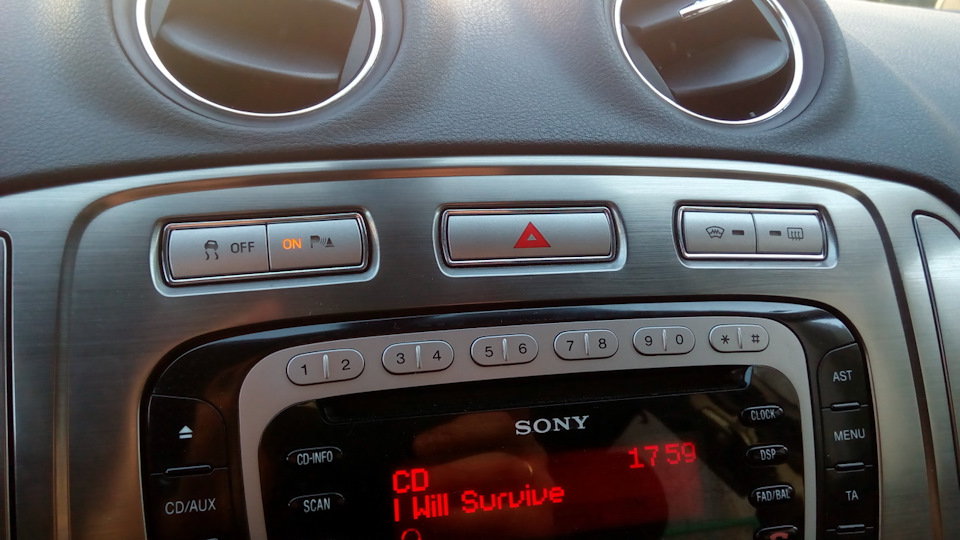 OFF ON P
1 2 3 4 5 6 7 8 9 0 * #
SONY
AST
CLOCK
17 59
MENU
CD-INFO
DSP
CD
I Will Survive
SCAN
FAD/BAL
TA
CD/AUX